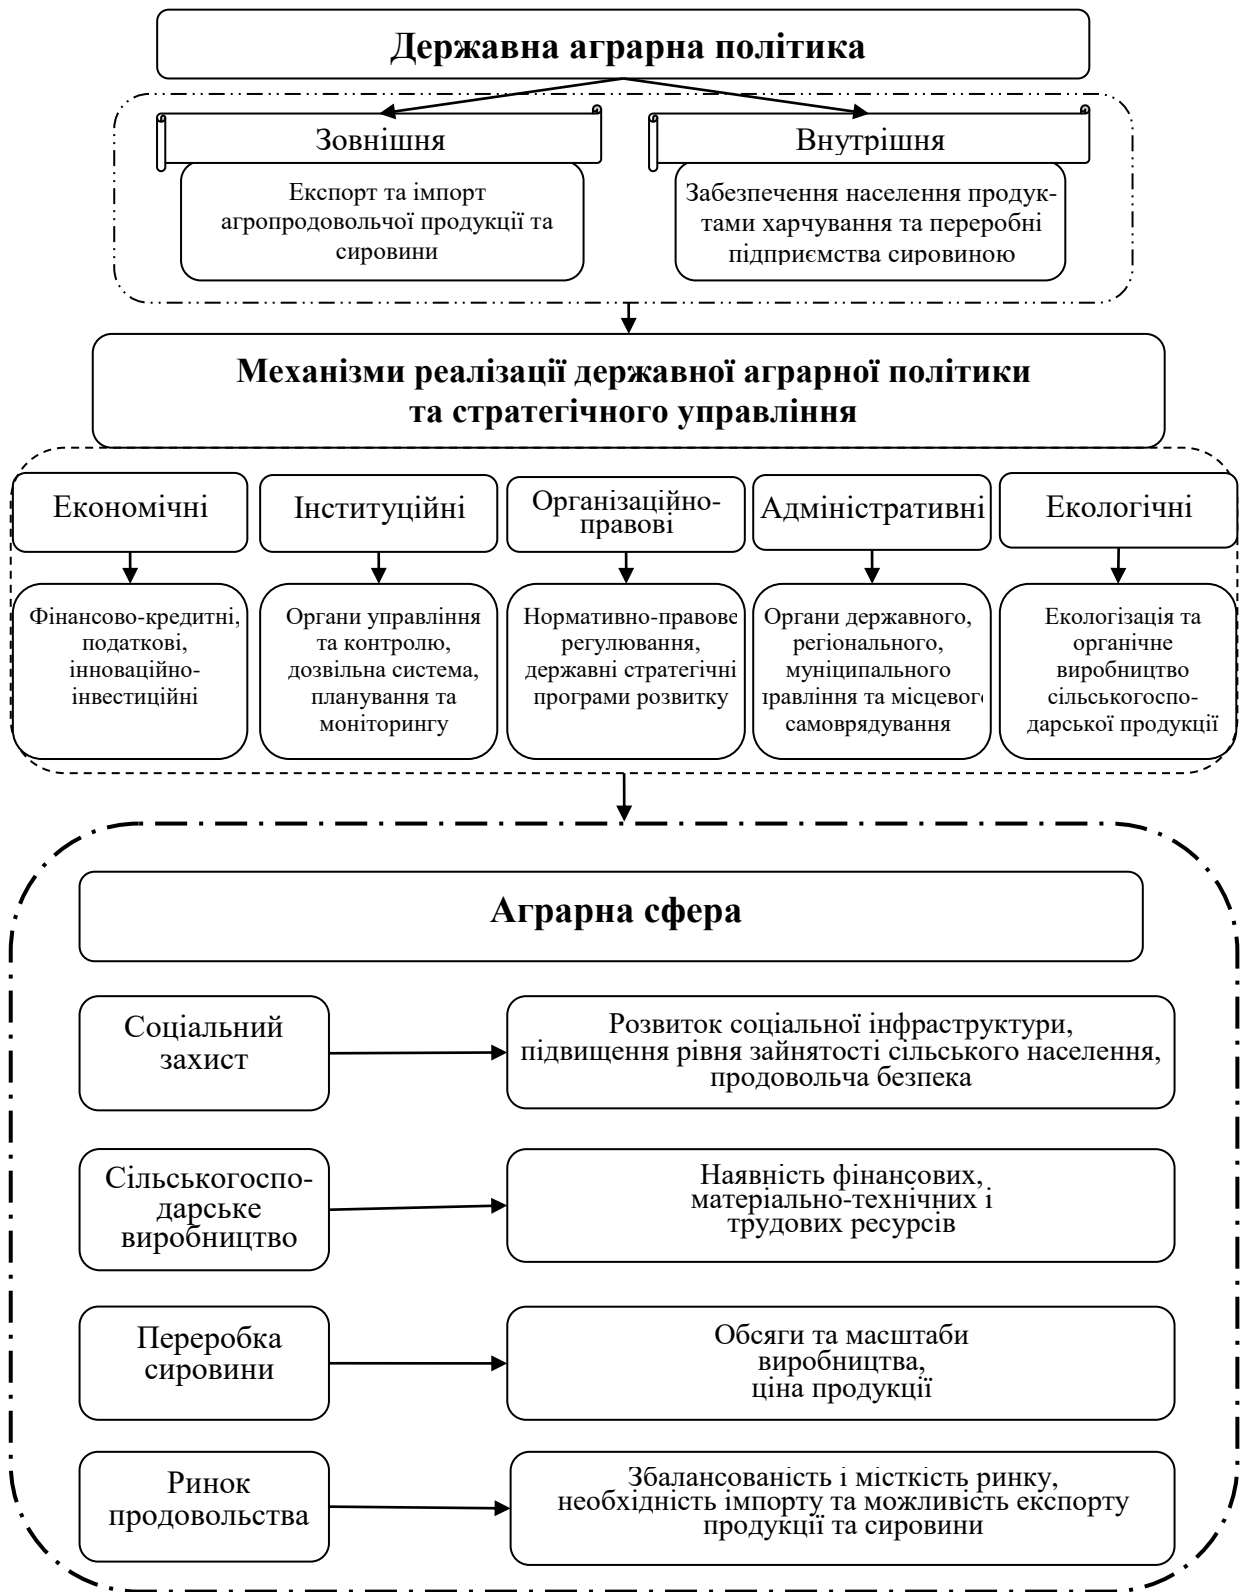 Державна аграрна політика
Зовнішня
Експорт та імпорт
агропродовольчої продукції та
сировини
Внутрішня
Забезпечення населення продук-
тами харчування та переробні
підприємства сировиною
Механізми реалізації державної аграрної політики
та стратегічного управління
Економічні
Інституційні
Організаційно-
правові
Адміністративні
Екологічні
Фінансово-кредитні,
податкові,
інноваційно-
інвестиційні
Органи управління
та контролю,
дозвільна система,
планування та
моніторингу
Нормативно-правове
регулювання,
державні стратегічні
програми розвитку
Органи державного,
регіонального,
муніципального
правління та місцевого
самоврядування
Екологізація та
органічне
виробництво
сільськогоспо-
дарської продукції
Аграрна сфера
Соціальний
захист
Розвиток соціальної інфраструктури,
підвищення рівня зайнятості сільського населення,
продовольча безпека
Сільськогоспо-
дарське
виробництво
Наявність фінансових,
матеріально-технічних і
трудових ресурсів
Переробка
сировини
Обсяги та масштаби
виробництва,
ціна продукції
Ринок
продовольства
Збалансованість і місткість ринку,
необхідність імпорту та можливість експорту
продукції та сировини